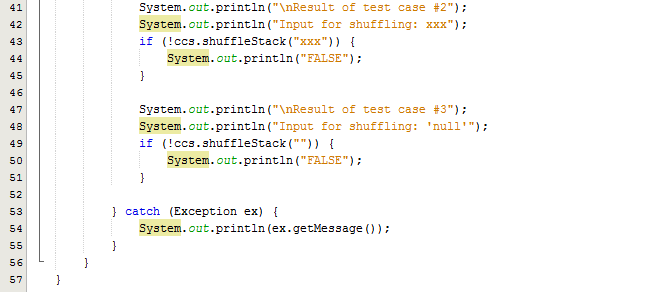 41 System.out.println("\nResult of test case #2");
42 System.out.println("Input for shuffling: xxx");
43 if (!ccs.shuffleStack("xxx")) {
44 System.out.println("FALSE");
45 }
46
47 System.out.println("\nResult of test case #3");
48 System.out.println("Input for shuffling: 'null'");
49 if (!ccs.shuffleStack("")) {
50 System.out.println("FALSE");
51 }
52
53 } catch (Exception ex) {
54 System.out.println(ex.getMessage());
55 }
56 }
57 }